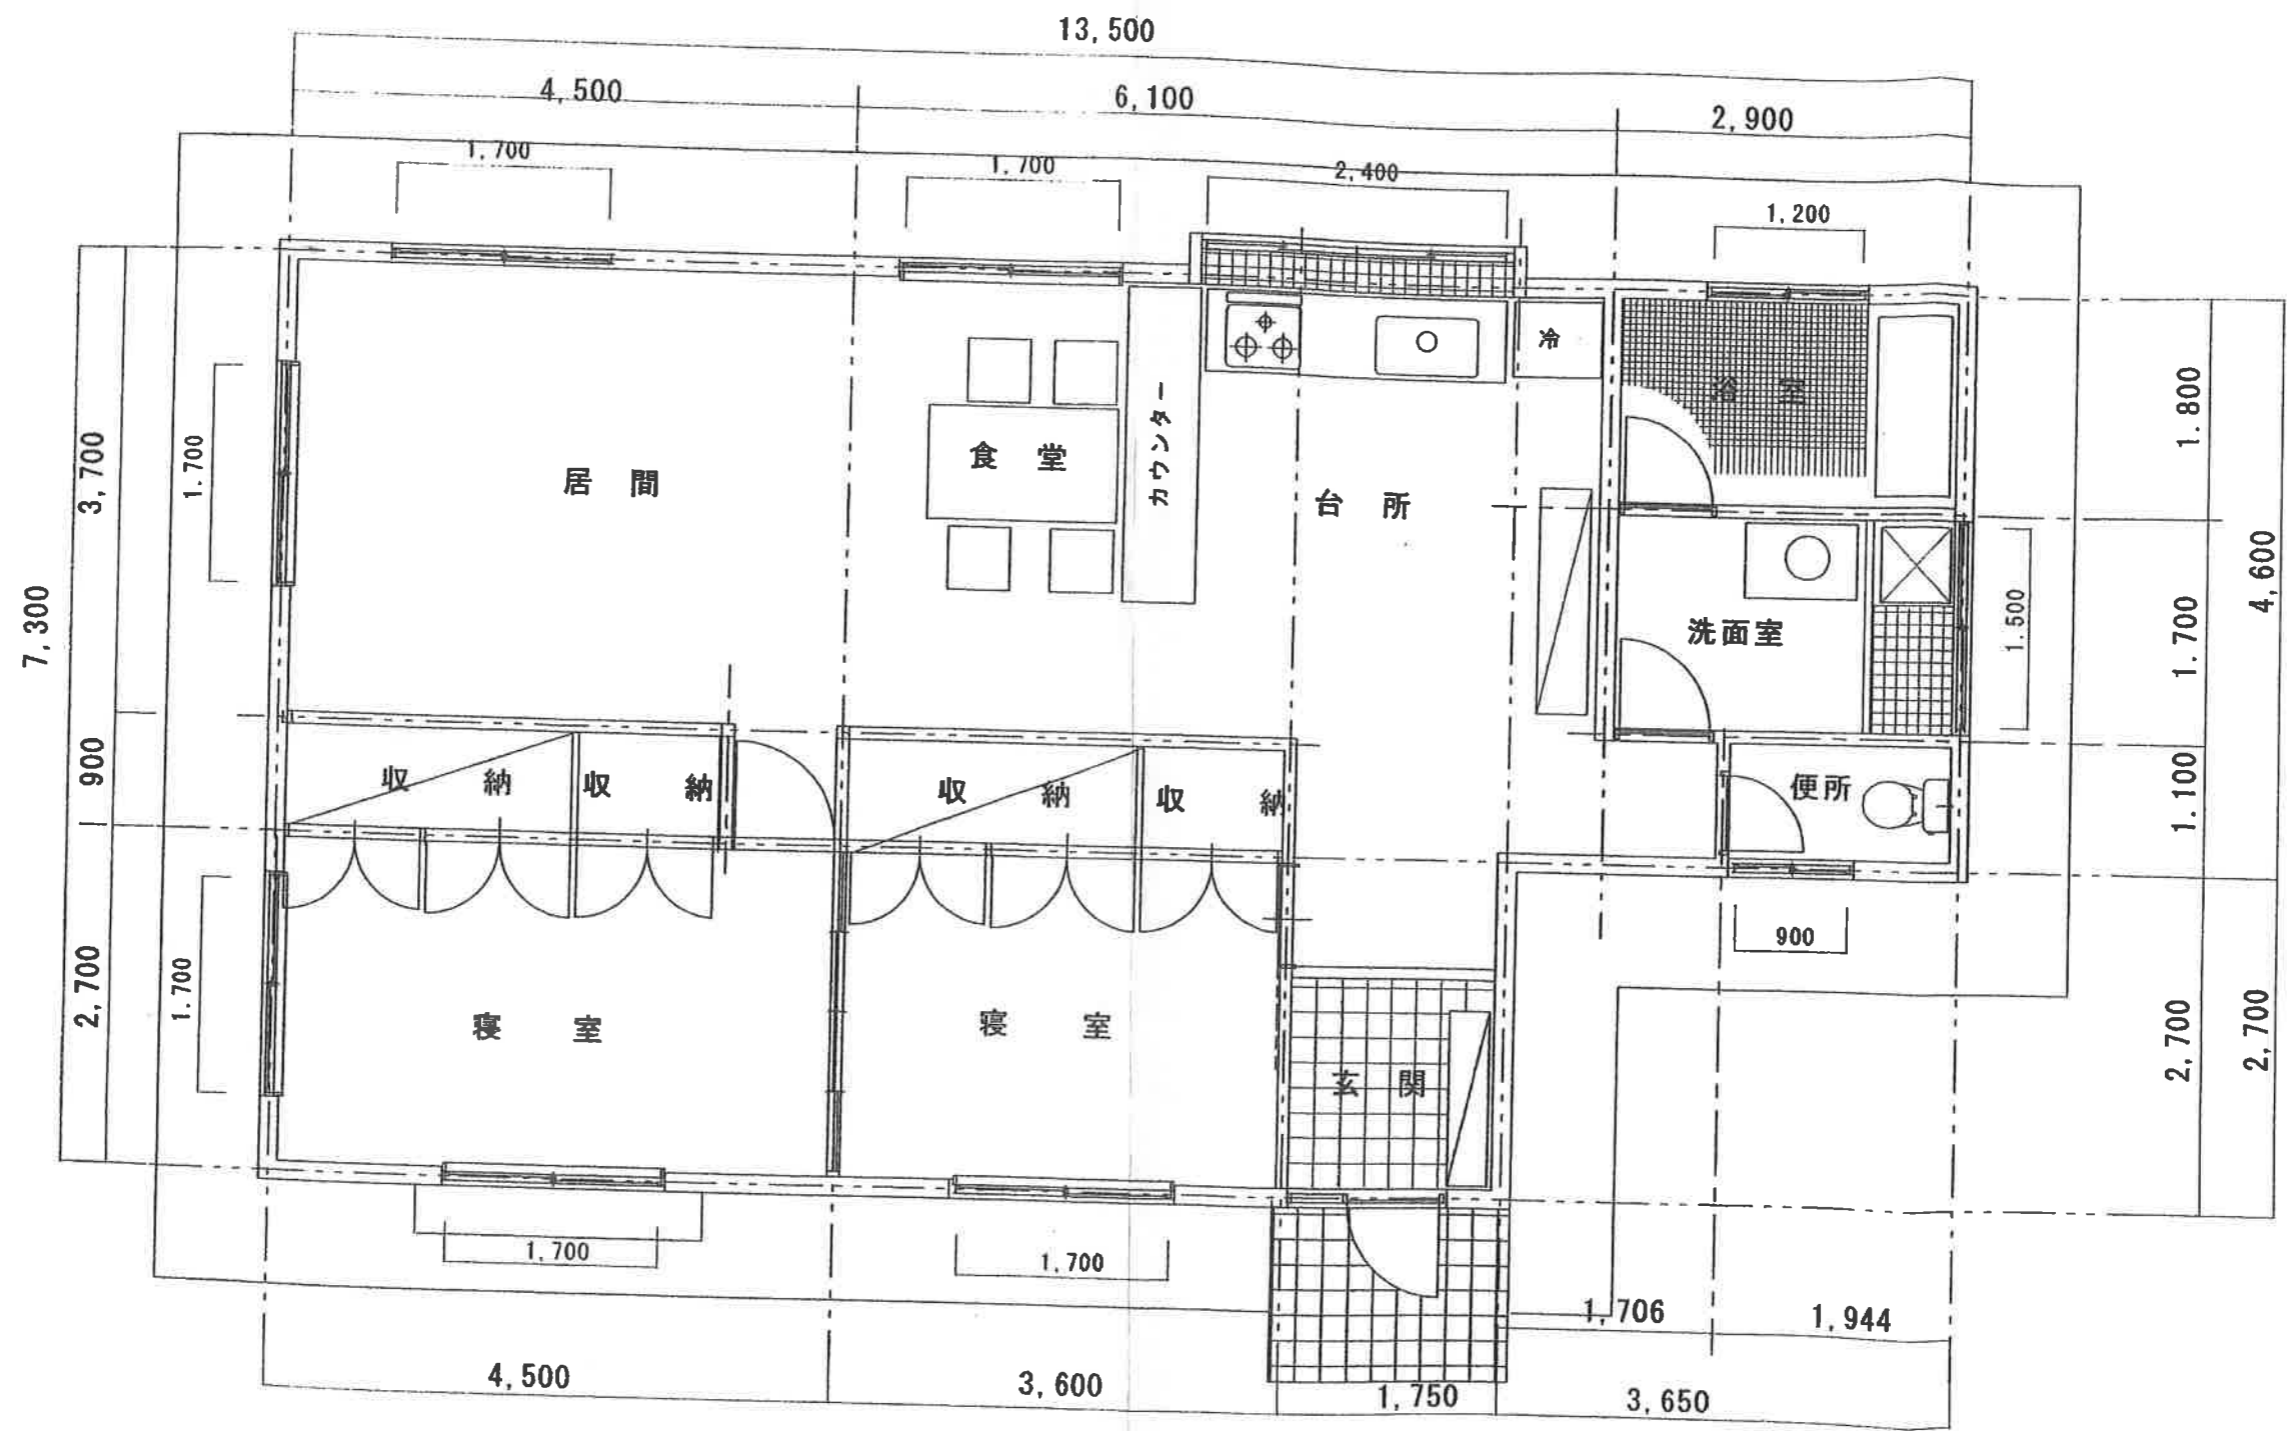 13,500
4,500
6,100
2,900
1,700
1,700
2,400
1,200
冷
浴 室
1.800
3,700
1.700
居 間
食 堂
カウンター
台 所
7,300
洗面室
1.500
1.700
4,600
900
収 納
収 納
収 納
収 納
便所
1.100
900
2,700
1.700
寝 室
寝 室
玄 関
2,700
2,700
1,700
1,700
1,706
1,944
4,500
3,600
1,750
3,650